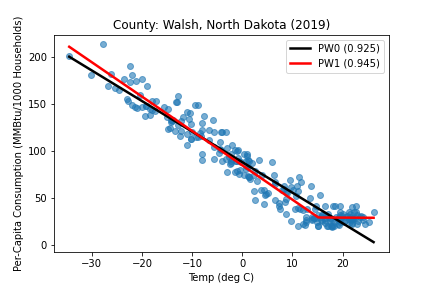 County: Walsh, North Dakota (2019)
Per-Capita Consumption (MMBtu/1000 Households)
200
150
100
50
0
PW0 (0.925)
PW1 (0.945)
−30 −20 −10 0 10 20
Temp (deg C)